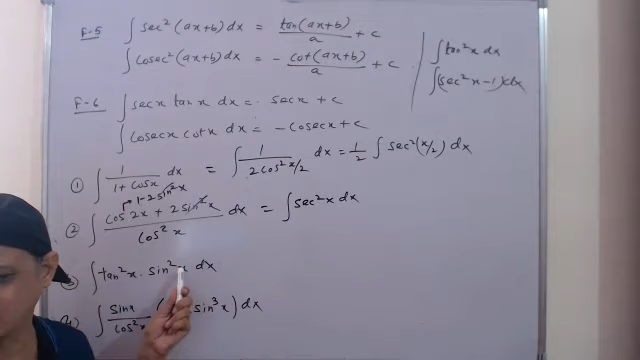 F-5 ∫ sec² (ax+b) dx = tan(ax+b)/a + c
∫ cosec² (ax+b) dx = - cot(ax+b)/a + c
∫ tan²x dx
∫(sec²x -1) dx
F-6 ∫ secx tanx dx = secx + c
∫ cosecx cotx dx = - cosecx + c
① ∫ 1/(1+cosx) dx = ∫ 1/(2cos²x/2) dx = 1/2 ∫ sec²(x/2) dx
1-2sin²x
② ∫ (cos2x + 2sin²x)/cos²x dx = ∫ sec²x dx
∫ tan²x . sin²x dx
4) ∫ sinx/cos²x ( sin³x) dx